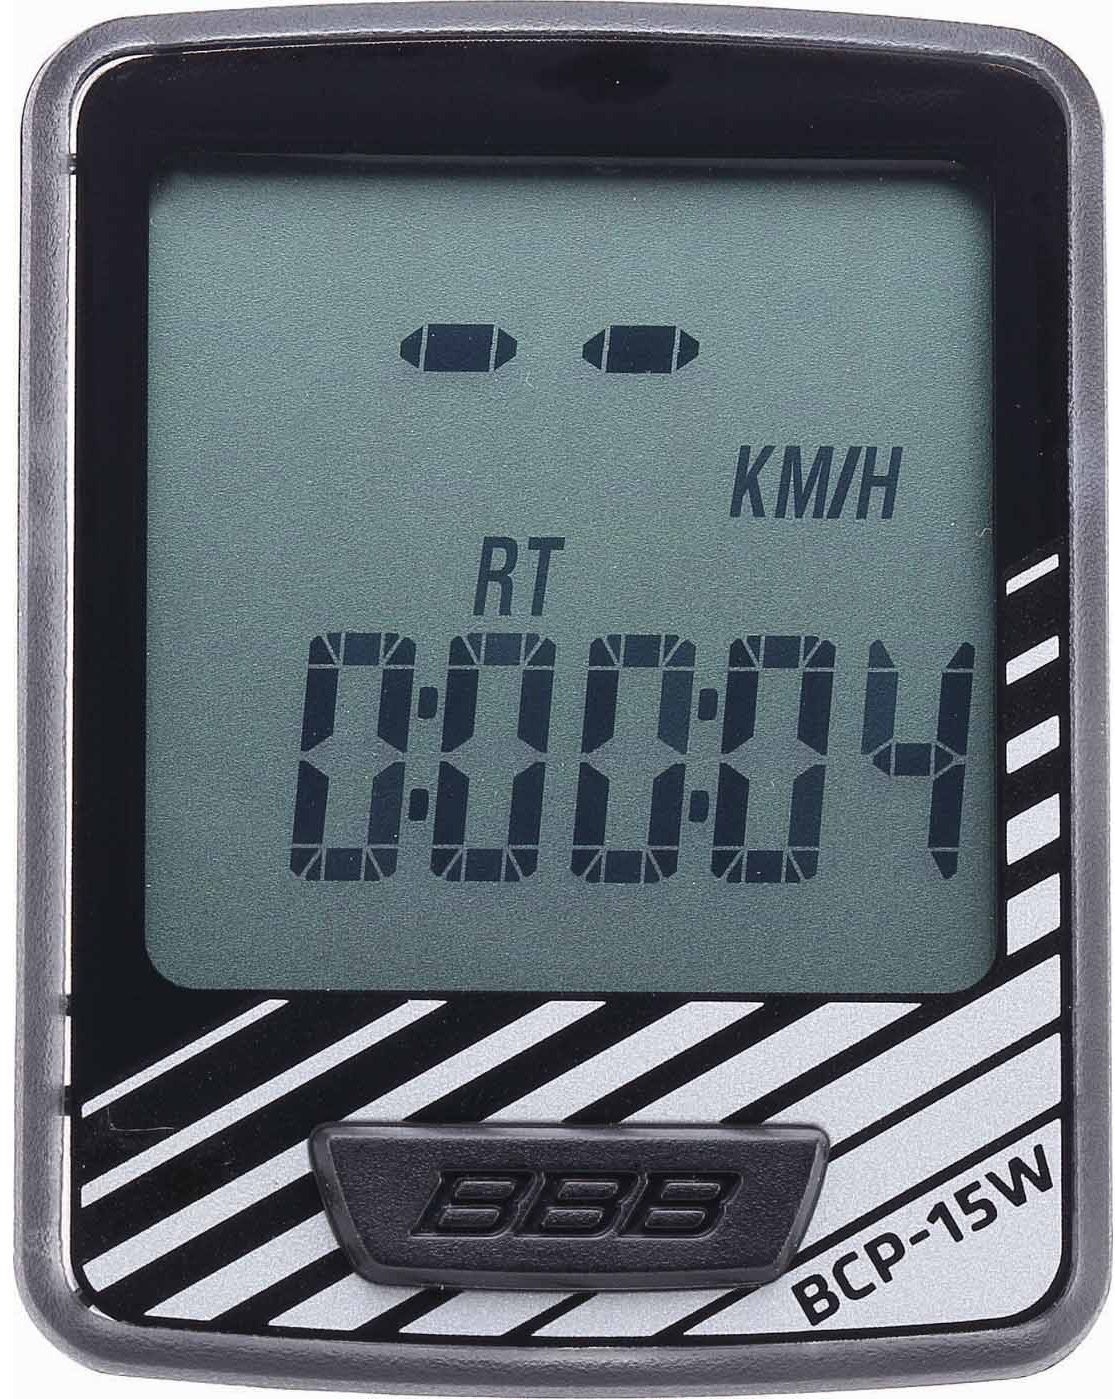 - -
KM/H
RT
0:00:04
BBB
BCP-15W